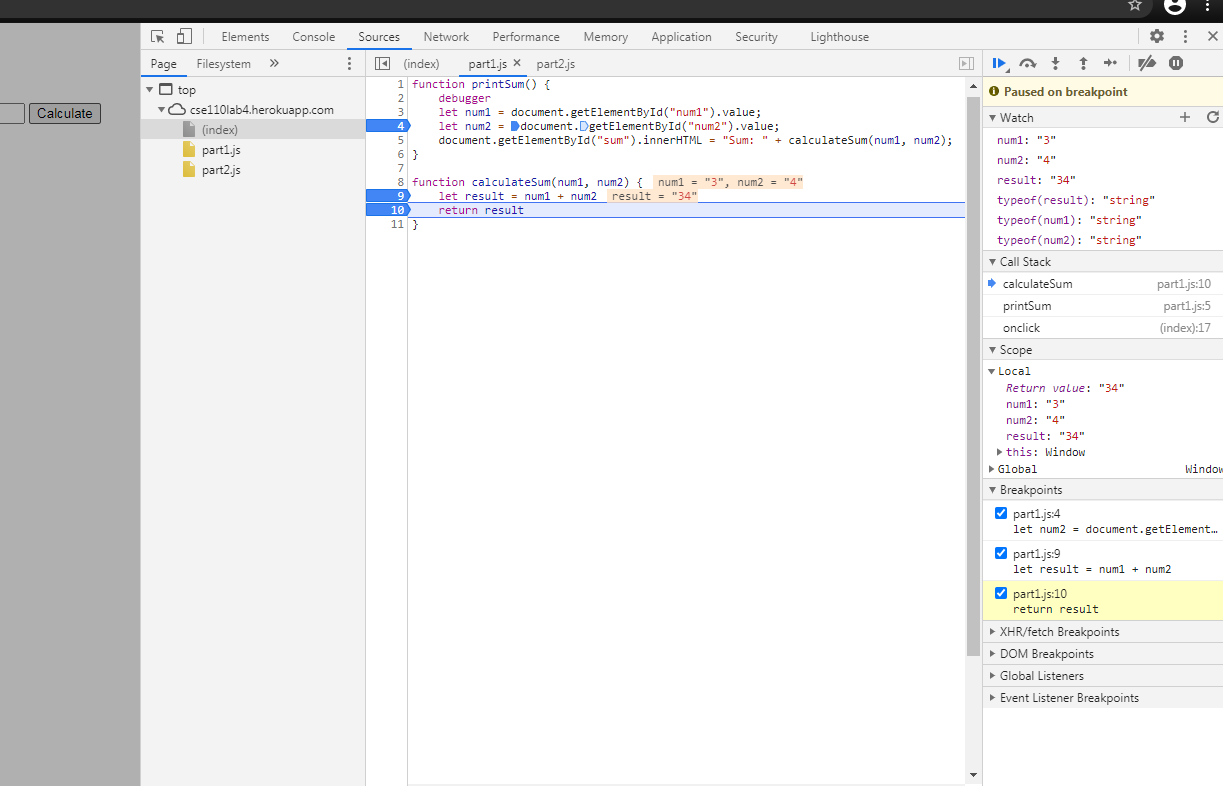 Elements Console Sources Network Performance Memory Application Security Lighthouse
Page Filesystem » (index) part1.js × part2.js
Calculate
top
cse110lab4.herokuapp.com
(index)
part1.js
part2.js
1 function printSum() {
2 debugger
3 let num1 = document.getElementById("num1").value;
4 let num2 = document.getElementById("num2").value;
5 document.getElementById("sum").innerHTML = "Sum: " + calculateSum(num1, num2);
6 }
7
8 function calculateSum(num1, num2) { num1 = "3", num2 = "4"
9 let result = num1 + num2 result = "34"
10 return result
11 }
Paused on breakpoint
Watch
num1: "3"
num2: "4"
result: "34"
typeof(result): "string"
typeof(num1): "string"
typeof(num2): "string"
Call Stack
calculateSum part1.js:10
printSum part1.js:5
onclick (index):17
Scope
Local
Return value: "34"
num1: "3"
num2: "4"
result: "34"
this: Window
Global Window
Breakpoints
part1.js:4
let num2 = document.getElement…
part1.js:9
let result = num1 + num2
part1.js:10
return result
XHR/fetch Breakpoints
DOM Breakpoints
Global Listeners
Event Listener Breakpoints